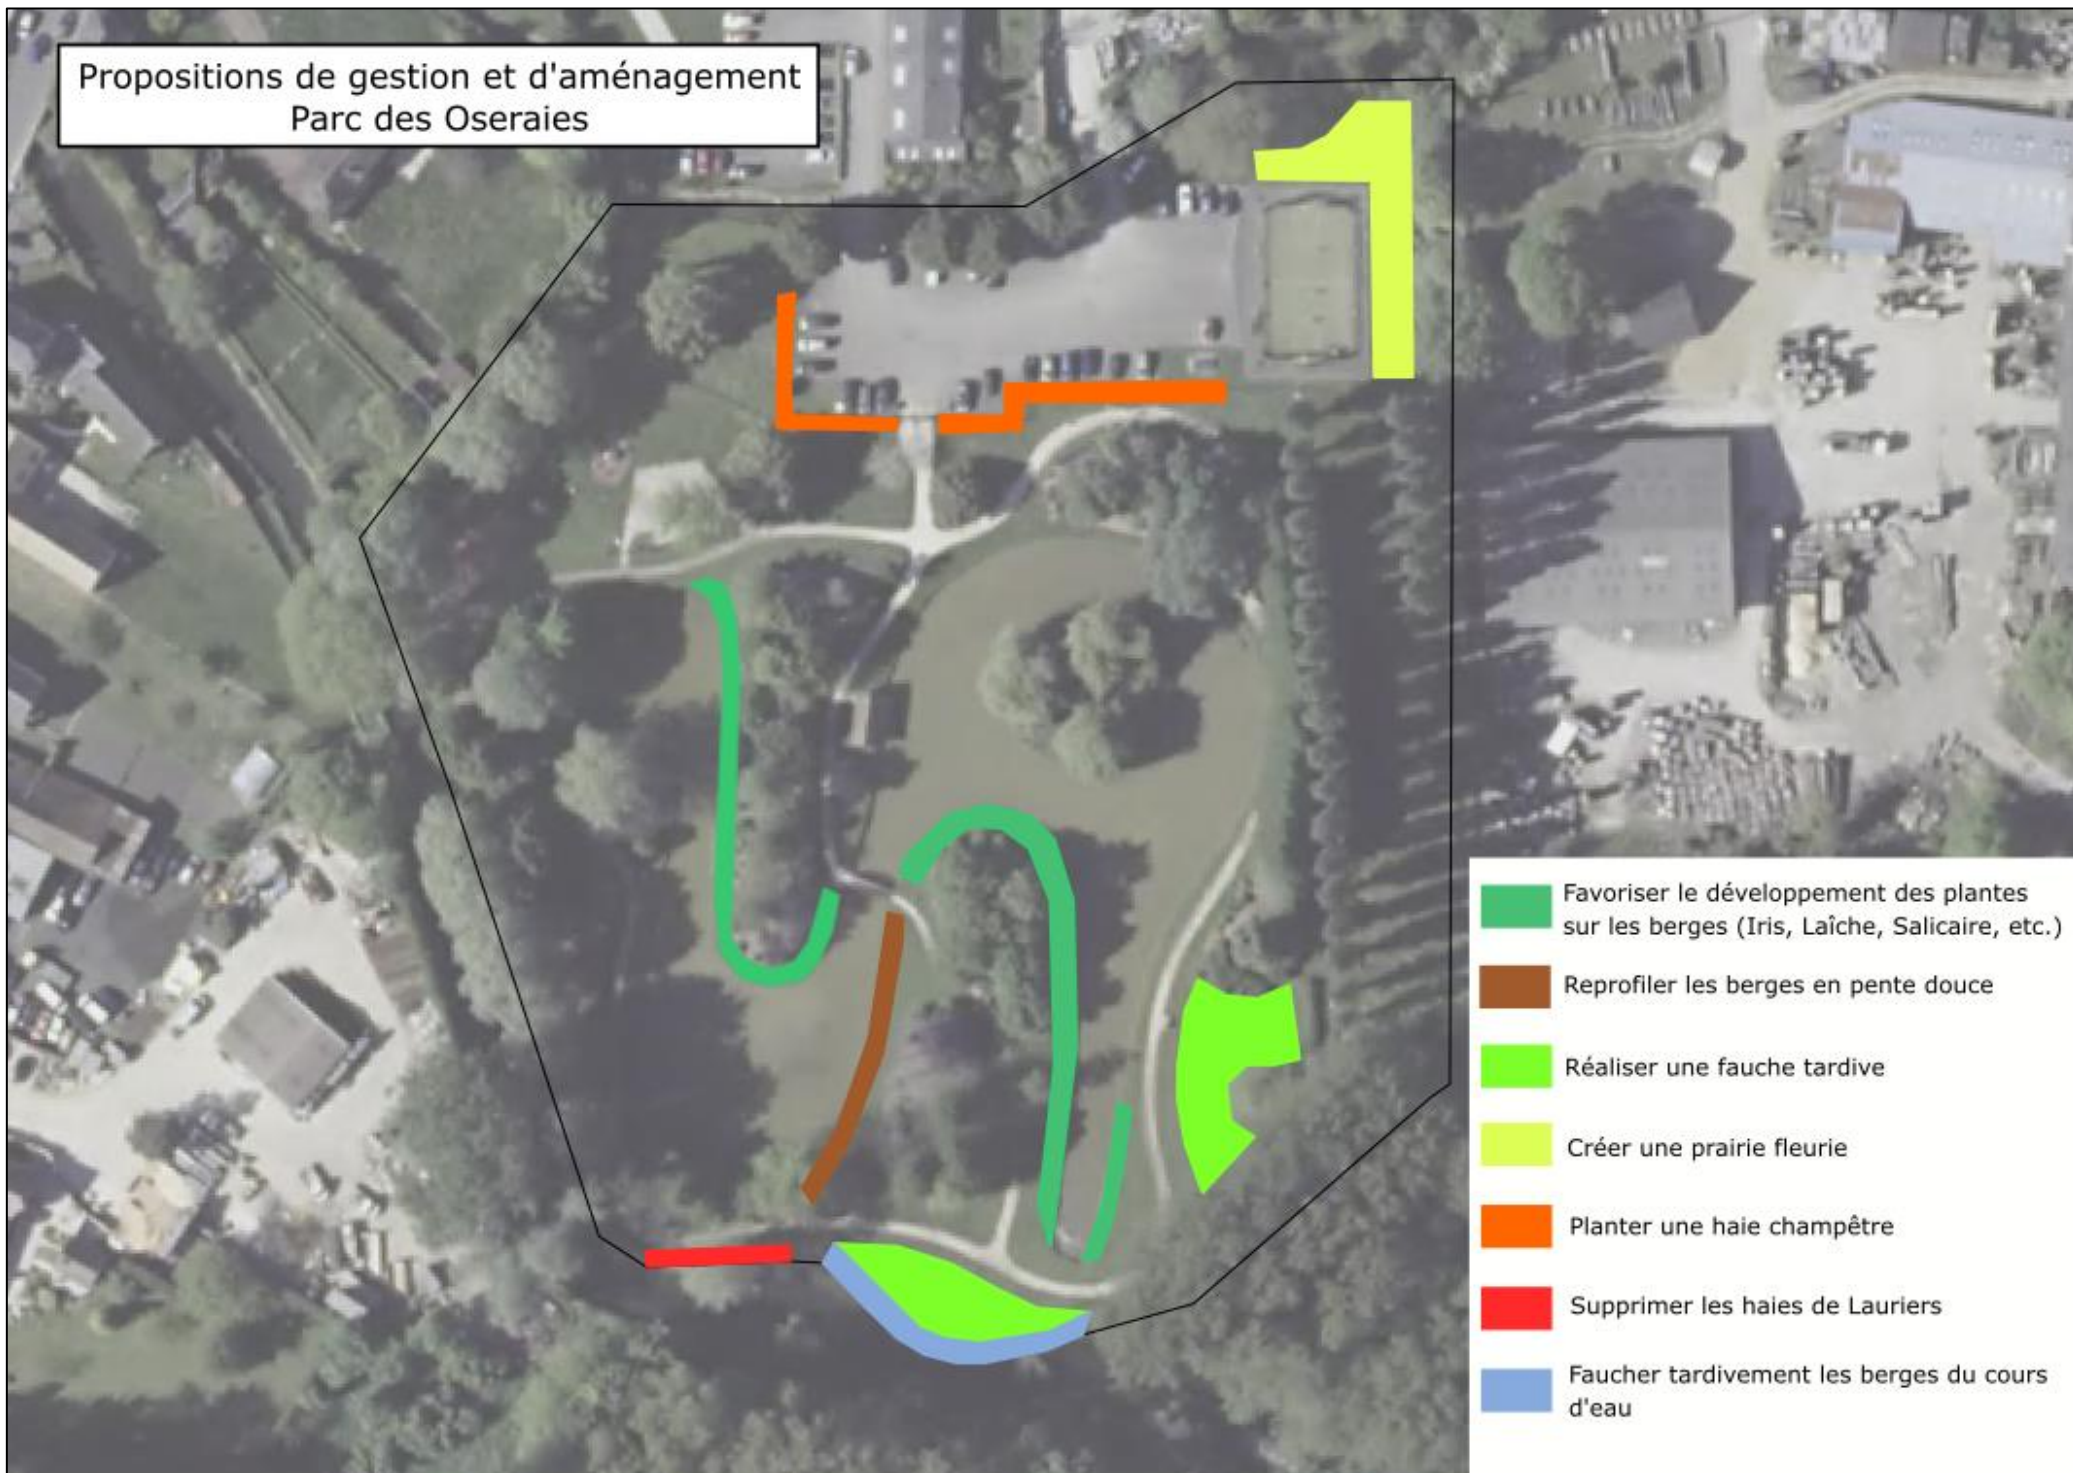 Propositions de gestion et d'aménagement
Parc des Oseraies
Favoriser le développement des plantes
sur les berges (Iris, Laîche, Salicaire, etc.)
Reprofiler les berges en pente douce
Réaliser une fauche tardive
Créer une prairie fleurie
Planter une haie champêtre
Supprimer les haies de Lauriers
Faucher tardivement les berges du cours
d'eau